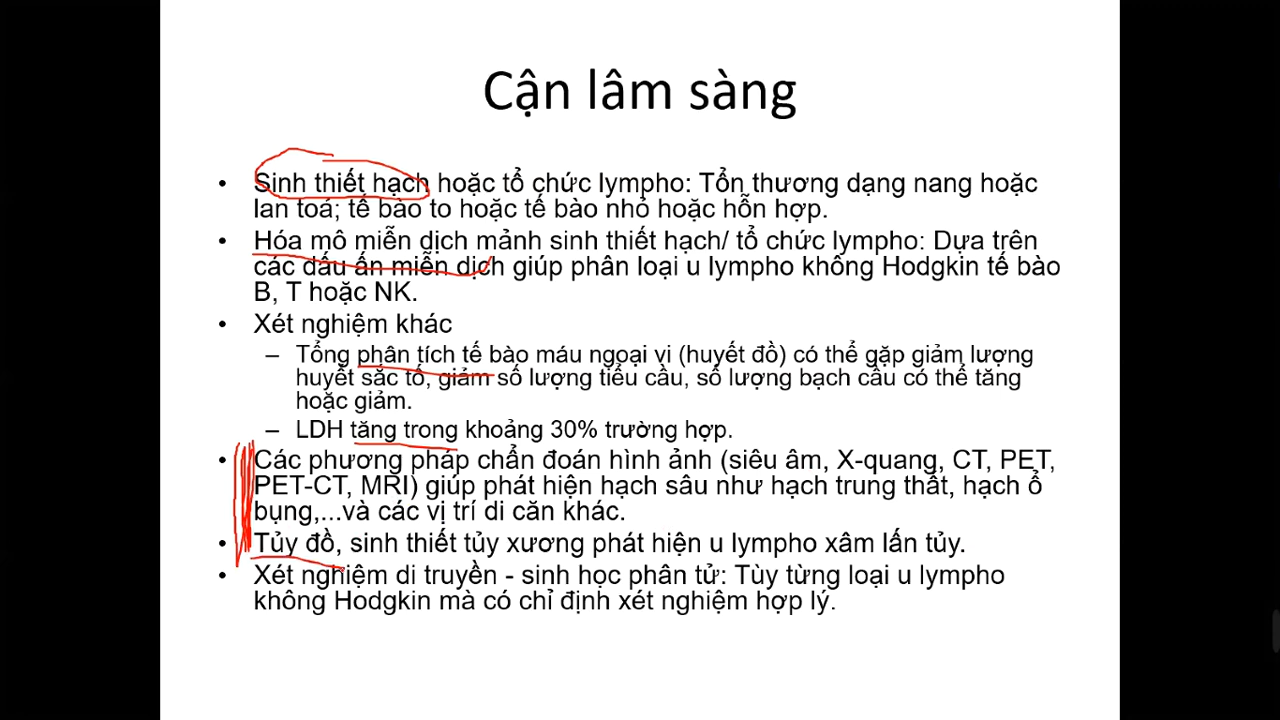 Cận lâm sàng
• Sinh thiết hạch hoặc tổ chức lympho: Tổn thương dạng nang hoặc
lan toá; tế bào to hoặc tế bào nhỏ hoặc hỗn hợp.
• Hóa mô miễn dịch mảnh sinh thiết hạch/ tổ chức lympho: Dựa trên
các dấu ấn miễn dịch giúp phân loại u lympho không Hodgkin tế bào
B, T hoặc NK.
• Xét nghiệm khác
– Tổng phân tích tế bào máu ngoại vi (huyết đồ) có thể gặp giảm lượng
huyết sắc tố, giảm số lượng tiểu cầu, số lượng bạch cầu có thể tăng
hoặc giảm.
– LDH tăng trong khoảng 30% trường hợp.
• Các phương pháp chẩn đoán hình ảnh (siêu âm, X-quang, CT, PET,
PET-CT, MRI) giúp phát hiện hạch sâu như hạch trung thất, hạch ổ
bụng,...và các vị trí di căn khác.
• Tủy đồ, sinh thiết tủy xương phát hiện u lympho xâm lấn tủy.
• Xét nghiệm di truyền - sinh học phân tử: Tùy từng loại u lympho
không Hodgkin mà có chỉ định xét nghiệm hợp lý.